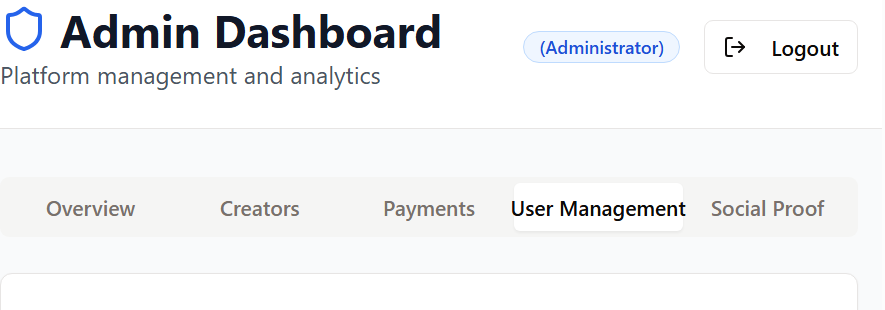 Admin Dashboard
Platform management and analytics
(Administrator)
Logout
Overview Creators Payments User Management Social Proof